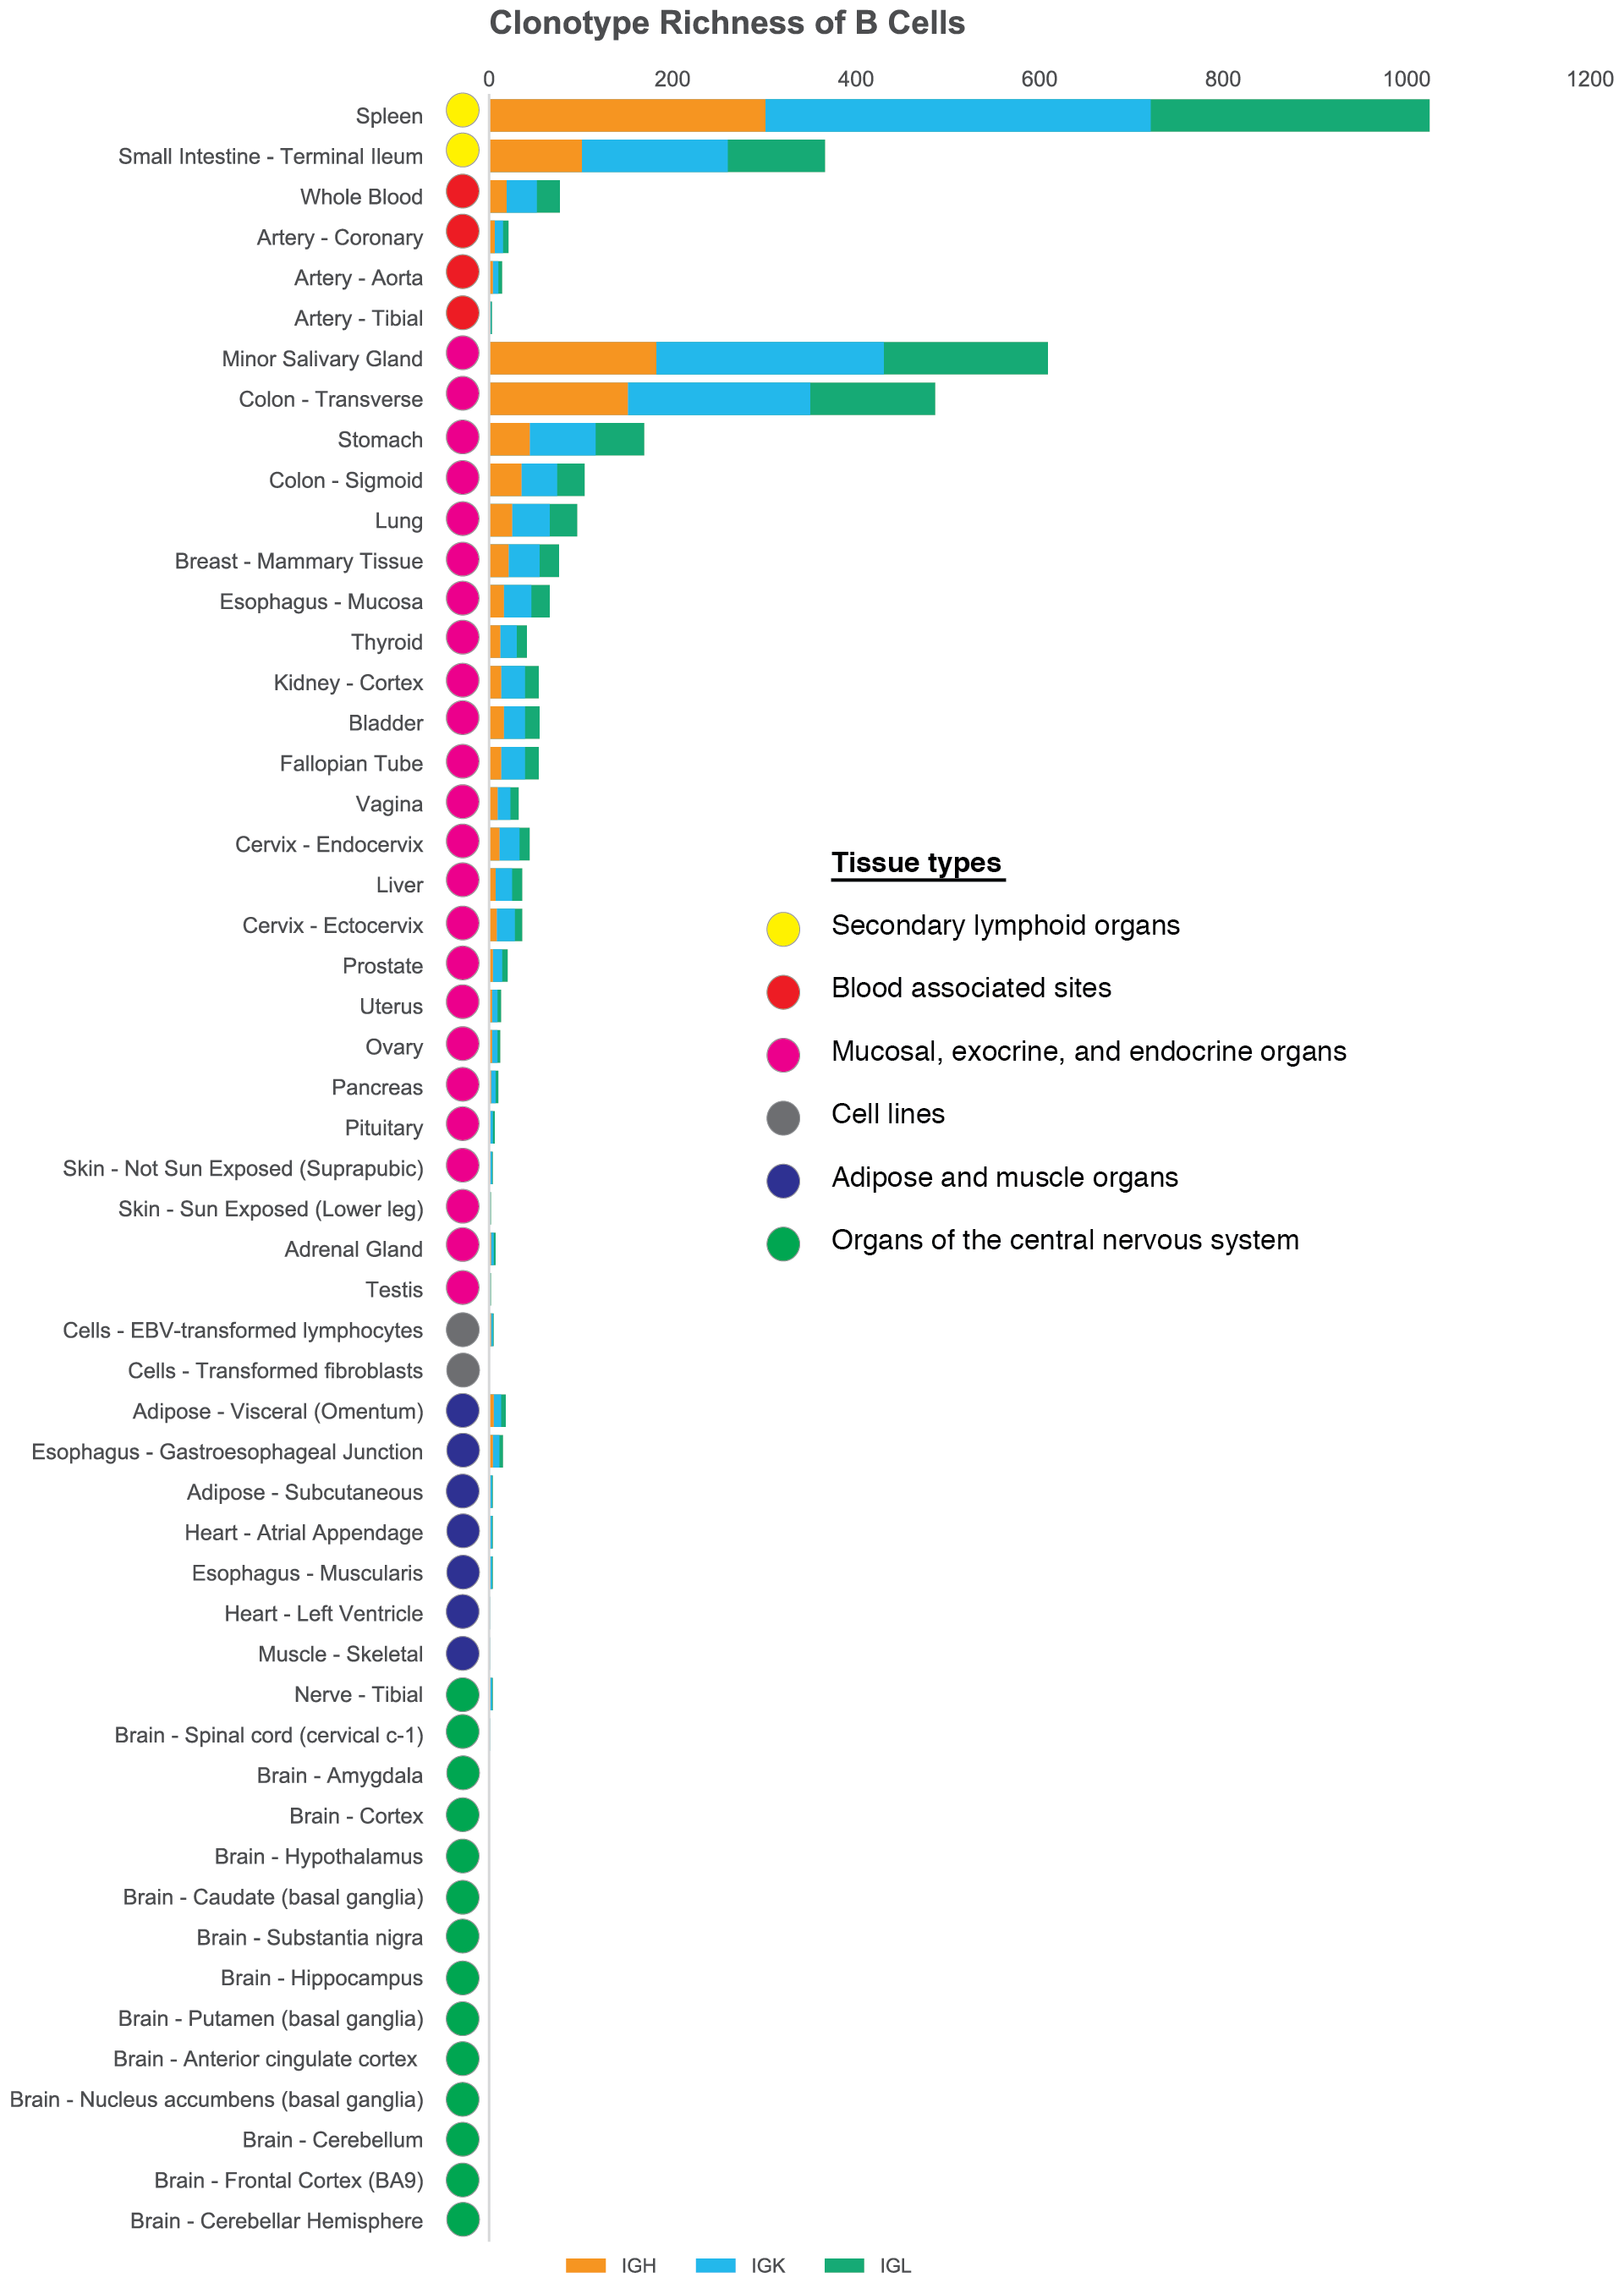 Clonotype Richness of B Cells
0 200 400 600 800 1000 1200
Spleen
Small Intestine - Terminal Ileum
Whole Blood
Artery - Coronary
Artery - Aorta
Artery - Tibial
Minor Salivary Gland
Colon - Transverse
Stomach
Colon - Sigmoid
Lung
Breast - Mammary Tissue
Esophagus - Mucosa
Thyroid
Kidney - Cortex
Bladder
Fallopian Tube
Vagina
Cervix - Endocervix
Liver
Cervix - Ectocervix
Prostate
Uterus
Ovary
Pancreas
Pituitary
Skin - Not Sun Exposed (Suprapubic)
Skin - Sun Exposed (Lower leg)
Adrenal Gland
Testis
Cells - EBV-transformed lymphocytes
Cells - Transformed fibroblasts
Adipose - Visceral (Omentum)
Esophagus - Gastroesophageal Junction
Adipose - Subcutaneous
Heart - Atrial Appendage
Esophagus - Muscularis
Heart - Left Ventricle
Muscle - Skeletal
Nerve - Tibial
Brain - Spinal cord (cervical c-1)
Brain - Amygdala
Brain - Cortex
Brain - Hypothalamus
Brain - Caudate (basal ganglia)
Brain - Substantia nigra
Brain - Hippocampus
Brain - Putamen (basal ganglia)
Brain - Anterior cingulate cortex
Brain - Nucleus accumbens (basal ganglia)
Brain - Cerebellum
Brain - Frontal Cortex (BA9)
Brain - Cerebellar Hemisphere
Tissue types
Secondary lymphoid organs
Blood associated sites
Mucosal, exocrine, and endocrine organs
Cell lines
Adipose and muscle organs
Organs of the central nervous system
IGH IGK IGL